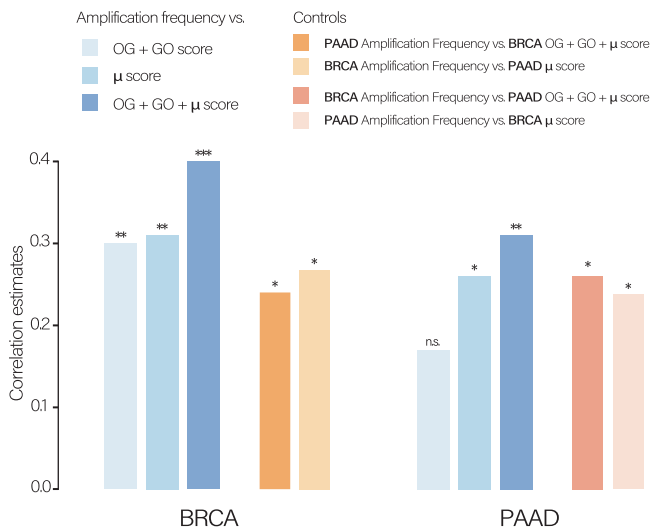 Amplification frequency vs.
OG + GO score
μ score
OG + GO + μ score
Controls
PAAD Amplification Frequency vs. BRCA OG + GO + μ score
BRCA Amplification Frequency vs. PAAD μ score
BRCA Amplification Frequency vs. PAAD OG + GO + μ score
PAAD Amplification Frequency vs. BRCA μ score
Correlation estimates
0.4
0.3
0.2
0.1
0.0
** ** *** * *
n.s. * ** * *
BRCA PAAD